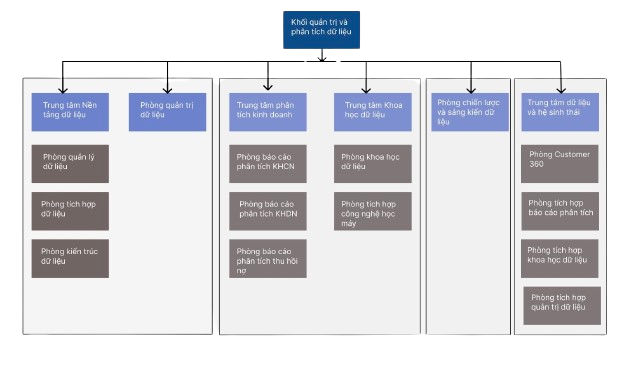 Khối quản trị và
phân tích dữ liệu
Trung tâm Nền
tảng dữ liệu
Phòng quản lý
dữ liệu
Phòng tích hợp
dữ liệu
Phòng kiến trúc
dữ liệu
Phòng quản trị
dữ liệu
Trung tâm phân
tích kinh doanh
Phòng báo cáo
phân tích KHCN
Phòng báo cáo
phân tích KHDN
Phòng báo cáo
phân tích thu hồi
nợ
Trung tâm Khoa
học dữ liệu
Phòng khoa học
dữ liệu
Phòng tích hợp
công nghệ học
máy
Phòng chiến lược
và sáng kiến dữ
liệu
Trung tâm dữ liệu
và hệ sinh thái
Phòng Customer
360
Phòng tích hợp
báo cáo phân tích
Phòng tích hợp
khoa học dữ liệu
Phòng tích hợp
quản trị dữ liệu